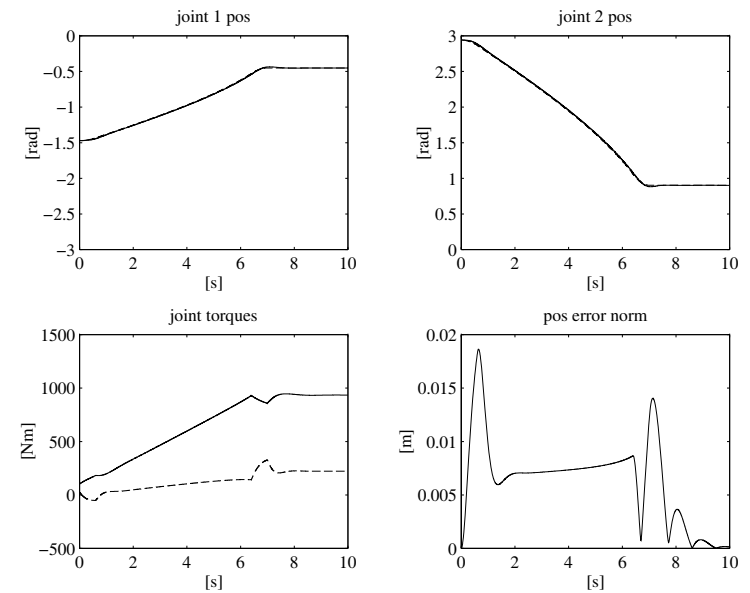 joint 1 pos
0
−0.5
−1
−1.5
−2
−2.5
−3
[rad]
0 2 4 6 8 10
[s]
joint 2 pos
3
2.5
2
1.5
1
0.5
0
[rad]
0 2 4 6 8 10
[s]
joint torques
1500
1000
500
0
−500
[Nm]
0 2 4 6 8 10
[s]
pos error norm
0.02
0.015
0.01
0.005
0
[m]
0 2 4 6 8 10
[s]